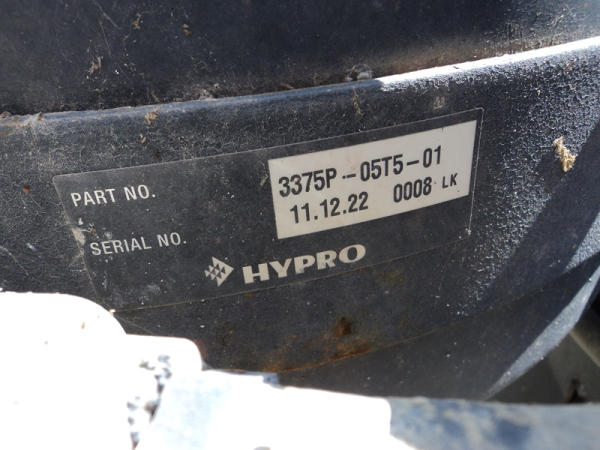 PART NO. 3375P-05T5-01
SERIAL NO. 11.12.22 0008 LK
HYPRO